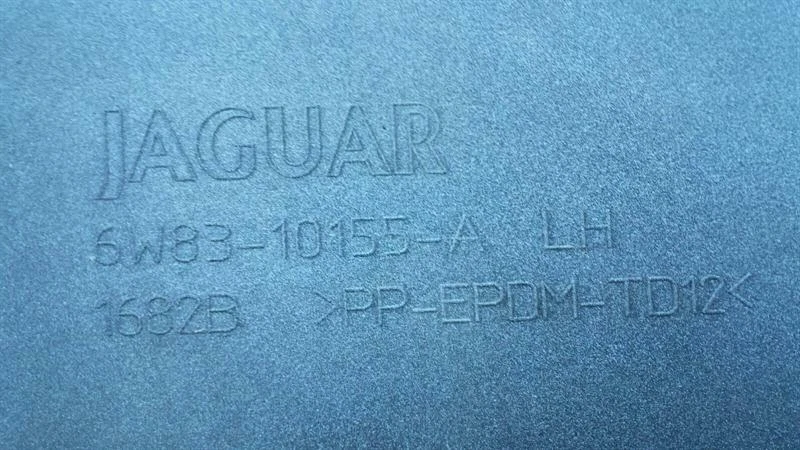 JAGUAR
6W83-10155-A LH
1682B >PP-EPDM-TD12<